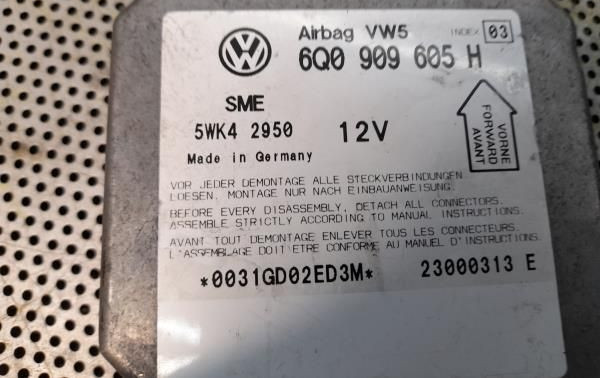 VW
Airbag VW5
INDEX 03
6Q0 909 605 H
SME
5WK4 2950
12V
Made in Germany
VORNE
FORWARD
AVANT
VOR JEDER DEMONTAGE ALLE STECKVERBINDUNGEN
LOESEN. MONTAGE NUR NACH EINBAUANWEISUNG.
BEFORE EVERY DISASSEMBLY, DETACH ALL CONNECTORS.
ASSEMBLE STRICTLY ACCORDING TO MANUAL INSTRUCTIONS.
AVANT TOUT DEMONTAGE ENLEVER TOUS LES CONNECTEURS.
L'ASSEMBLAGE DOIT ETRE CONFORME AU MANUEL D'INSTRUCTIONS.
*0031GD02ED3M*
23000313 E